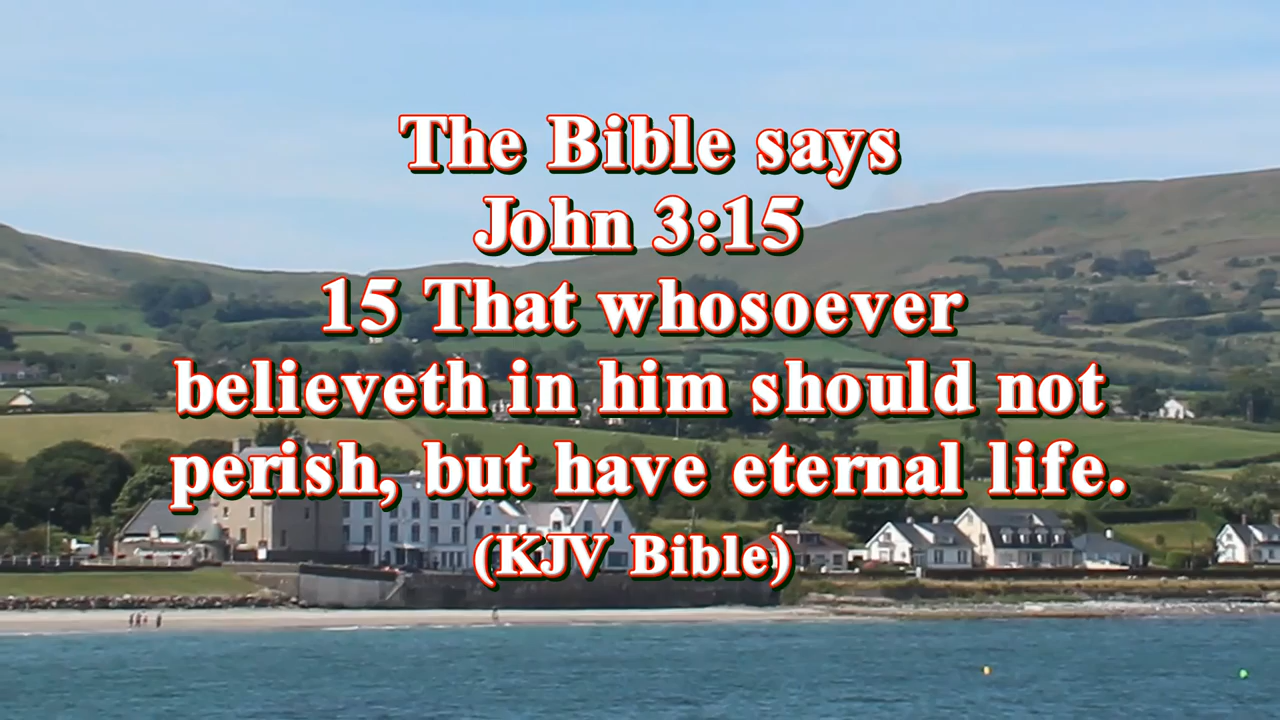 The Bible says
John 3:15
15 That whosoever
believeth in him should not
perish, but have eternal life.
(KJV Bible)